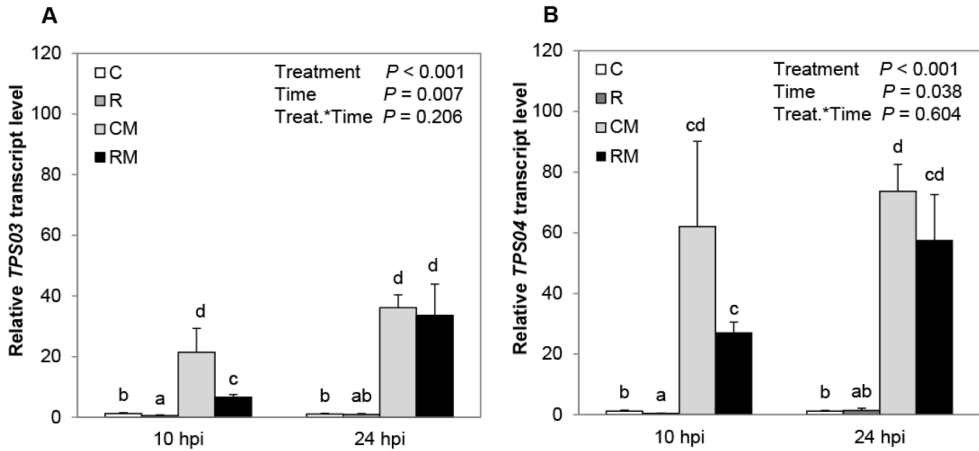 A
Relative TPS03 transcript level
120
100
80
60
40
20
0
C
R
CM
RM
Treatment P < 0.001
Time P = 0.007
Treat.*Time P = 0.206
b
a
d
c
b
ab
d
d
10 hpi
24 hpi
B
Relative TPS04 transcript level
120
100
80
60
40
20
0
C
R
CM
RM
Treatment P < 0.001
Time P = 0.038
Treat.*Time P = 0.604
b
a
cd
c
b
ab
d
cd
10 hpi
24 hpi